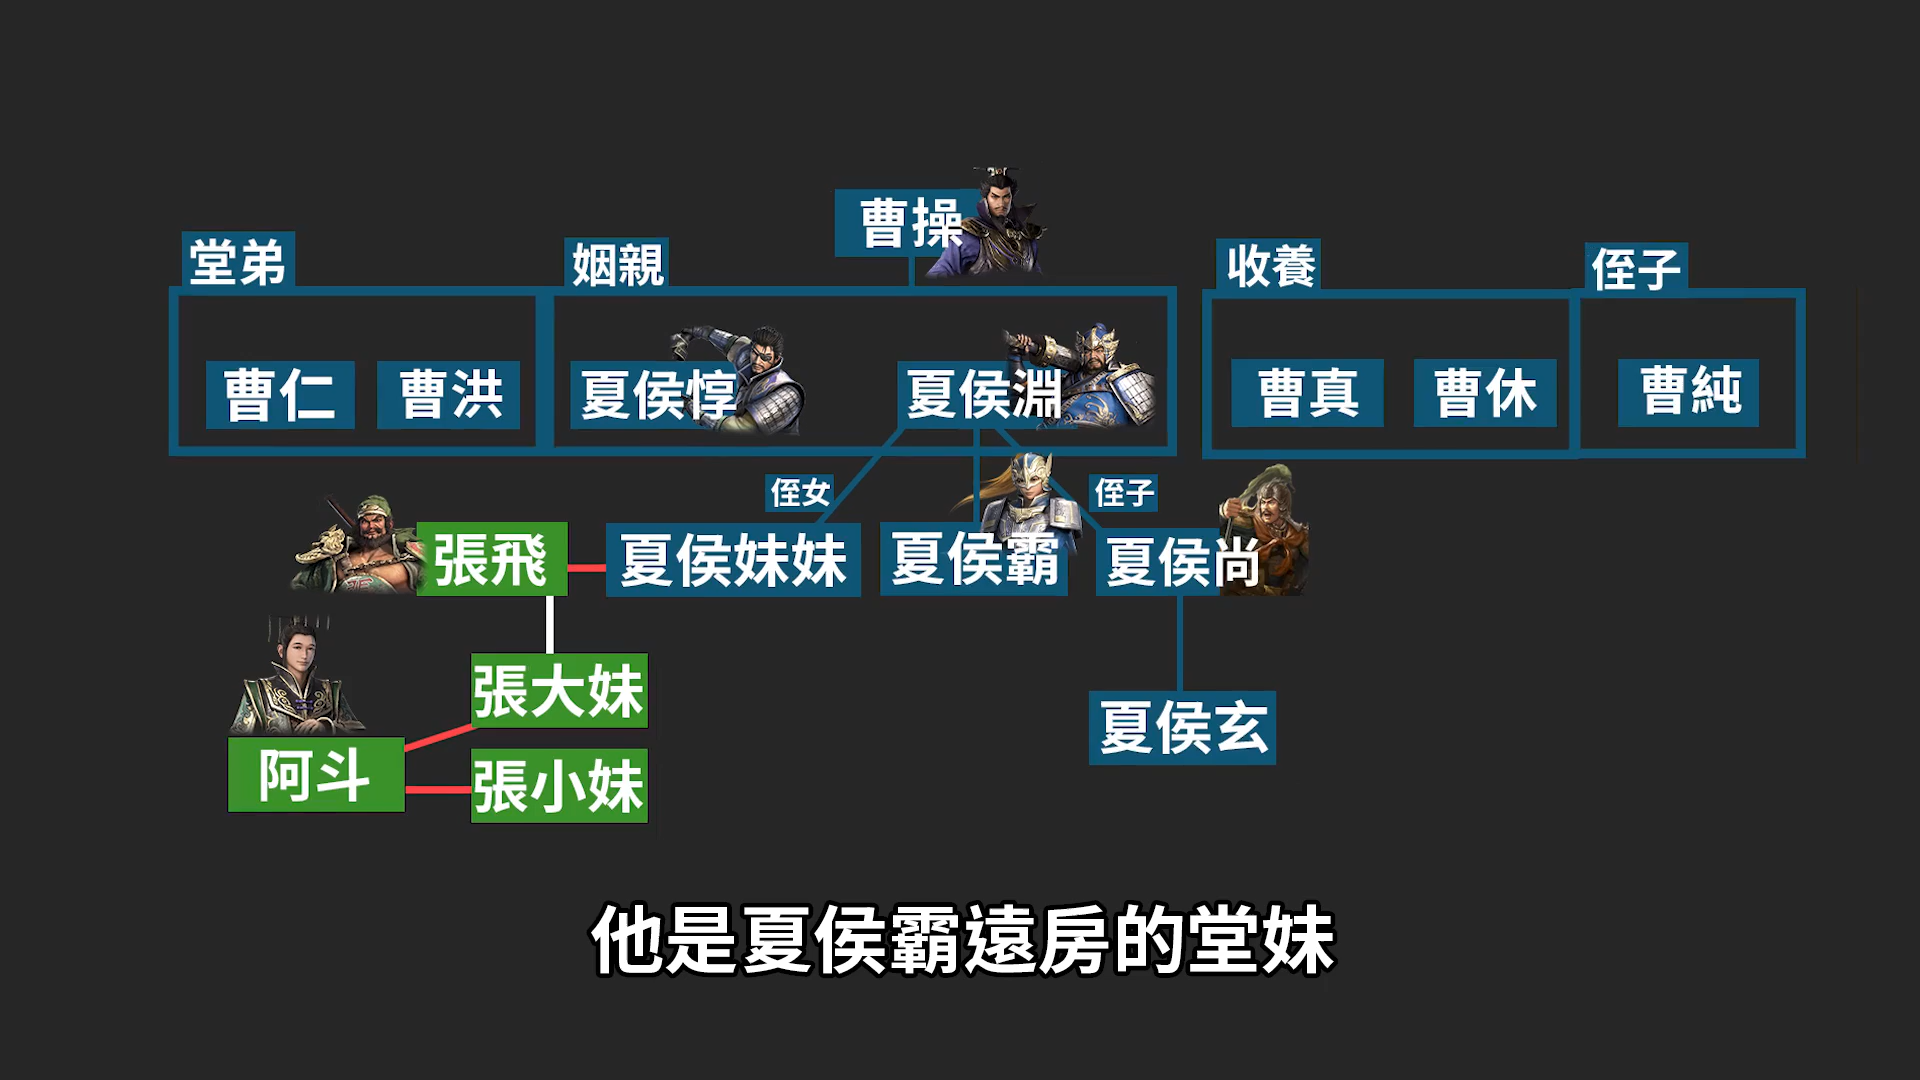 曹操
堂弟
姻親
收養
侄子
曹仁
曹洪
夏侯惇
夏侯淵
曹真
曹休
曹純
侄女
侄子
張飛
夏侯妹妹
夏侯霸
夏侯尚
張大妹
夏侯玄
阿斗
張小妹
他是夏侯霸遠房的堂妹